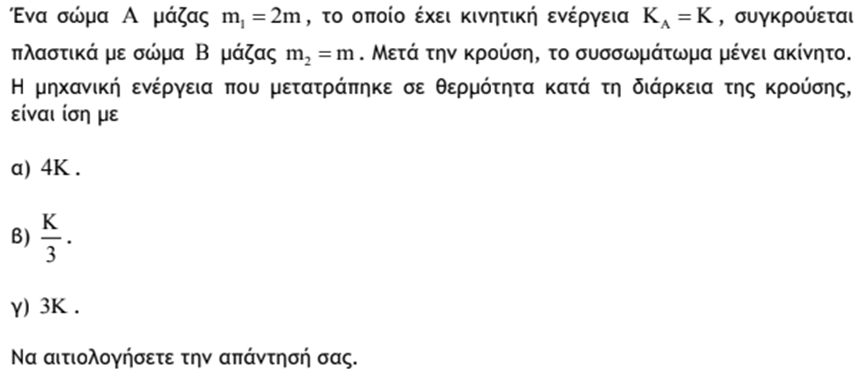 Ένα σώμα A μάζας m₁ = 2m , το οποίο έχει κινητική ενέργεια K_A = K , συγκρούεται
πλαστικά με σώμα B μάζας m₂ = m . Μετά την κρούση, το συσσωμάτωμα μένει ακίνητο.
Η μηχανική ενέργεια που μετατράπηκε σε θερμότητα κατά τη διάρκεια της κρούσης,
είναι ίση με
α) 4K .
β) K/3 .
γ) 3K .
Να αιτιολογήσετε την απάντησή σας.